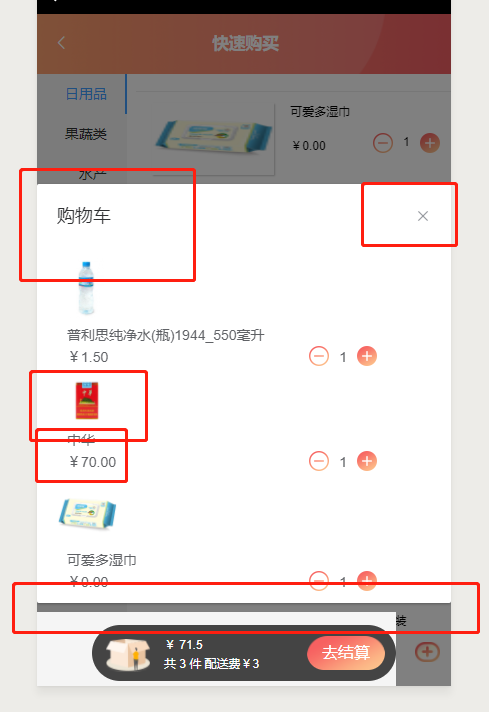 快速购买
日用品
可爱多湿巾
￥0.00
1
果蔬类
水产
购物车
普利思纯净水(瓶)1944_550毫升
￥1.50
1
中华
￥70.00
1
可爱多湿巾
￥0.00
1
装
￥ 71.5
共 3 件 配送费￥3
去结算